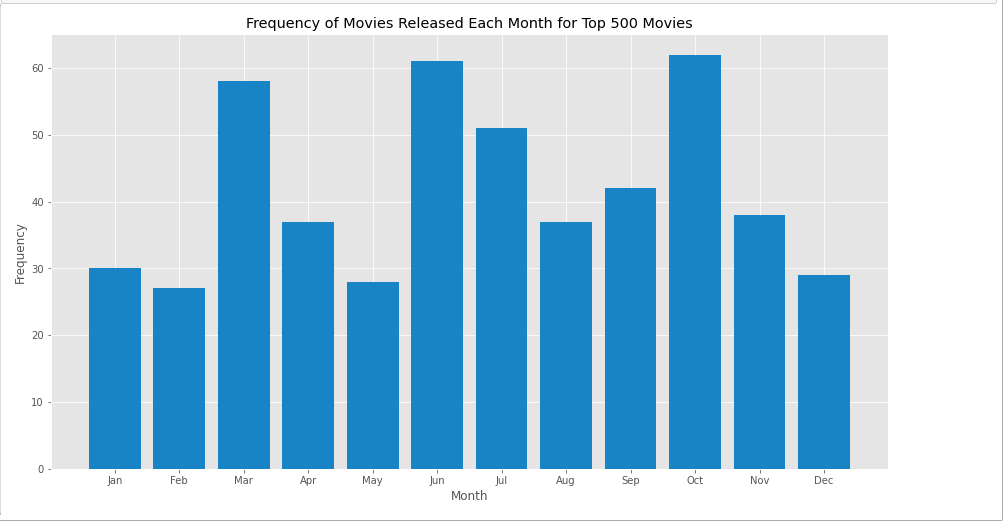 Frequency of Movies Released Each Month for Top 500 Movies
60
50
40
30
20
10
0
Frequency
Jan Feb Mar Apr May Jun Jul Aug Sep Oct Nov Dec
Month